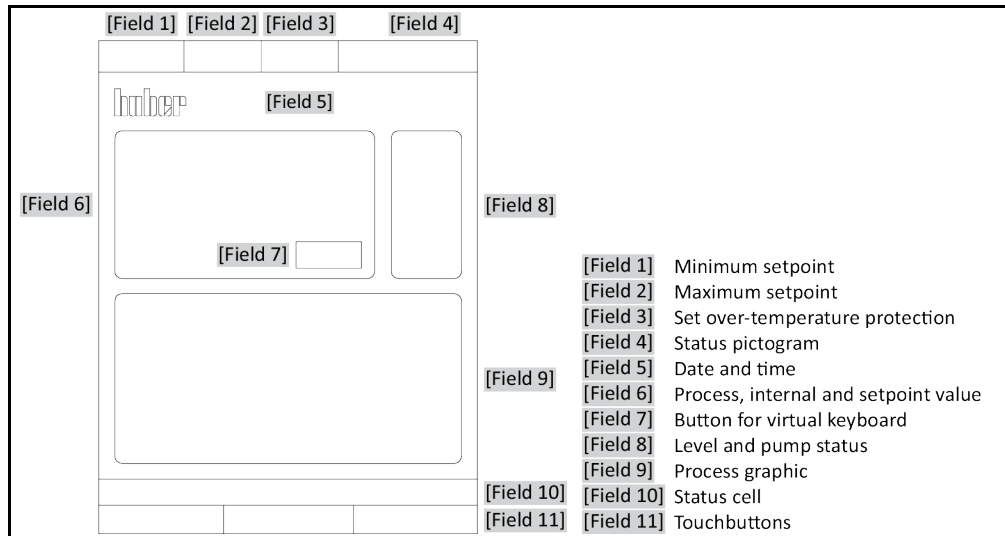 [Field 1] [Field 2] [Field 3] [Field 4]
huber
[Field 5]
[Field 6]
[Field 8]
[Field 7]
[Field 9]
[Field 10]
[Field 11]
[Field 1] Minimum setpoint
[Field 2] Maximum setpoint
[Field 3] Set over-temperature protection
[Field 4] Status pictogram
[Field 5] Date and time
[Field 6] Process, internal and setpoint value
[Field 7] Button for virtual keyboard
[Field 8] Level and pump status
[Field 9] Process graphic
[Field 10] Status cell
[Field 11] Touchbuttons